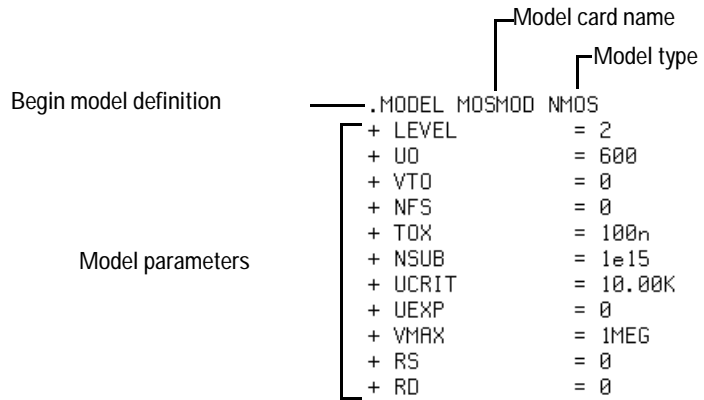 Model card name
Model type
Begin model definition
.MODEL MOSMOD NMOS
+ LEVEL = 2
+ UO = 600
+ VTO = 0
+ NFS = 0
+ TOX = 100n
+ NSUB = 1e15
Model parameters
+ UCRIT = 10.00K
+ UEXP = 0
+ VMAX = 1MEG
+ RS = 0
+ RD = 0